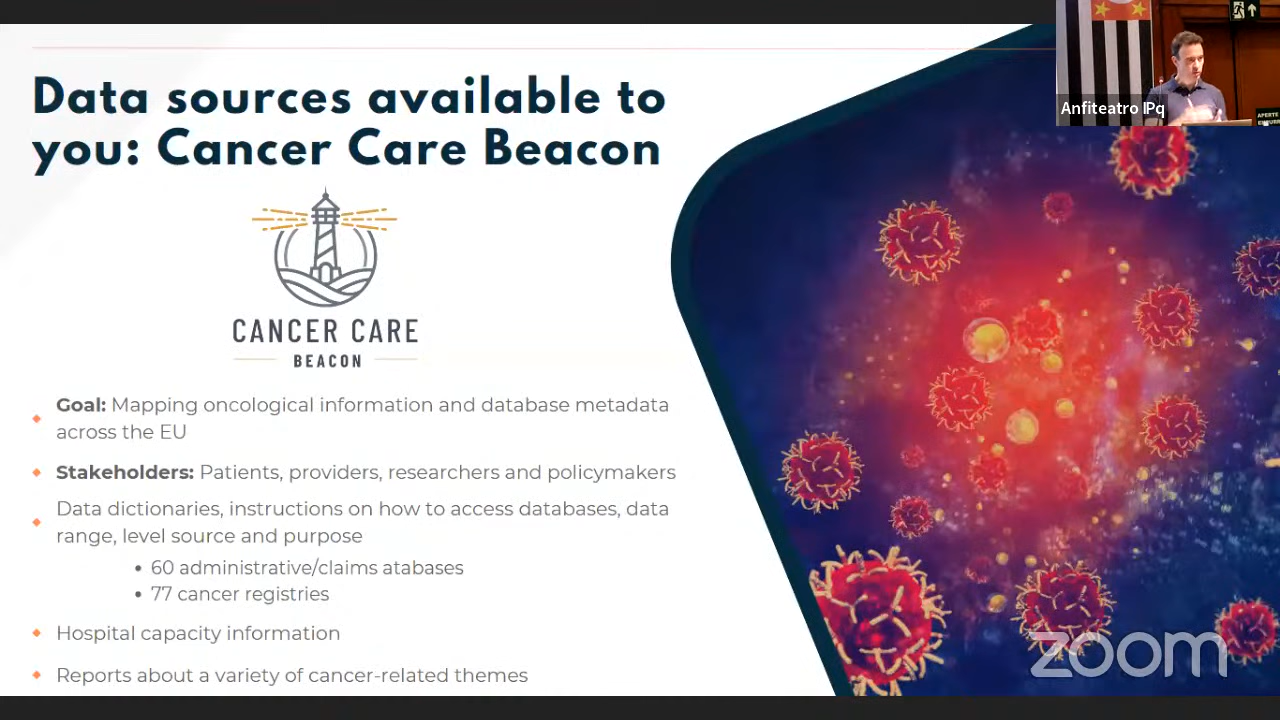 Data sources available to
you: Cancer Care Beacon
CANCER CARE
BEACON
Goal: Mapping oncological information and database metadata
across the EU
Stakeholders: Patients, providers, researchers and policymakers
Data dictionaries, instructions on how to access databases, data
range, level source and purpose
60 administrative/claims atabases
77 cancer registries
Hospital capacity information
Reports about a variety of cancer-related themes
Anfiteatro IPq
APERTE
zoom